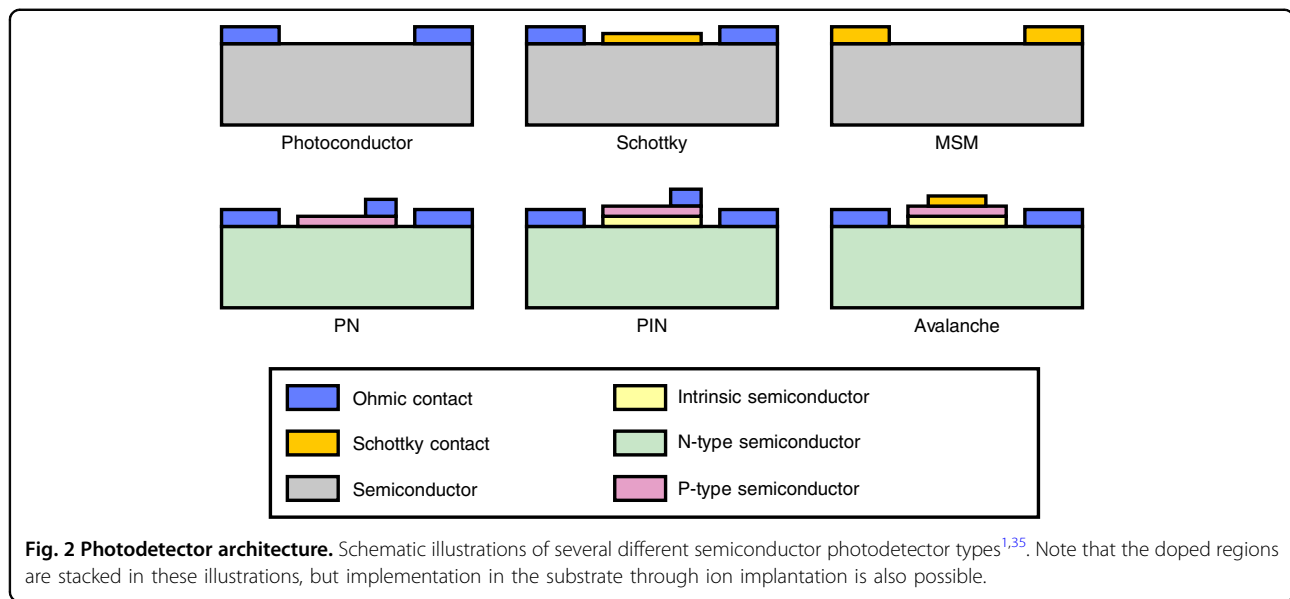 Photoconductor
Schottky
MSM
PN
PIN
Avalanche
Ohmic contact
Intrinsic semiconductor
Schottky contact
N-type semiconductor
Semiconductor
P-type semiconductor
Fig. 2 Photodetector architecture. Schematic illustrations of several different semiconductor photodetector types1,35. Note that the doped regions
are stacked in these illustrations, but implementation in the substrate through ion implantation is also possible.